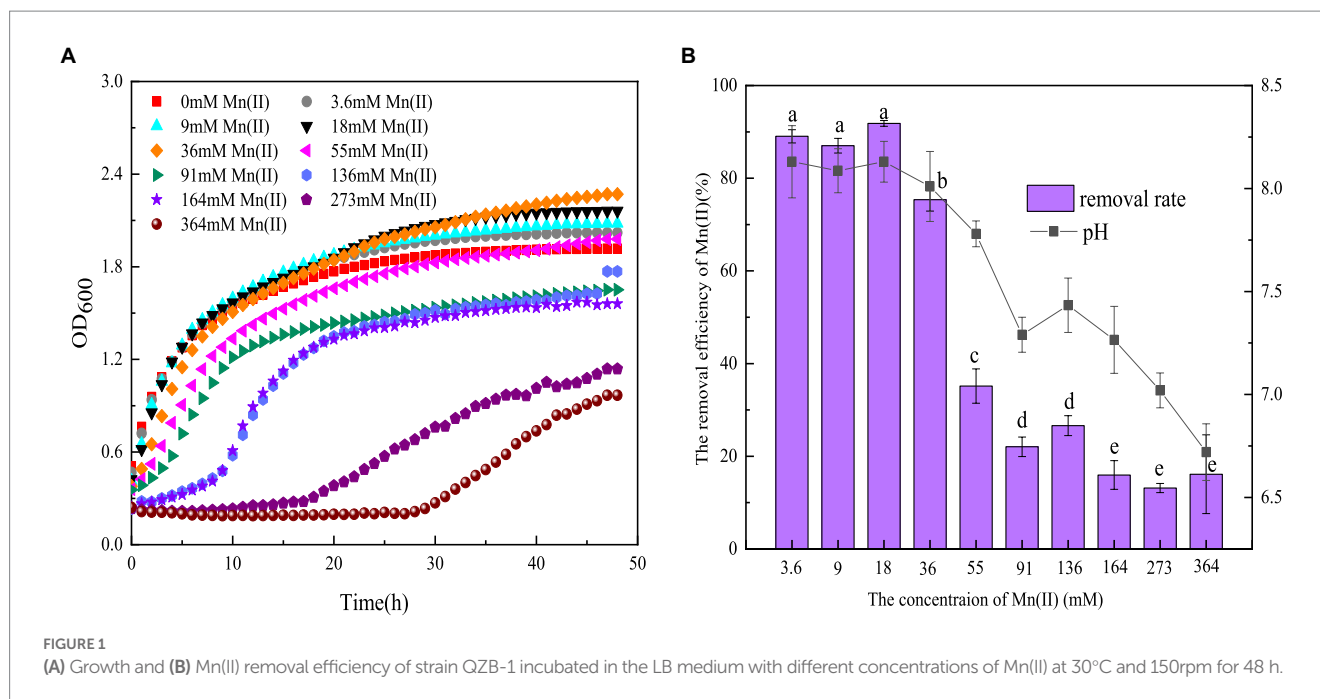 A
3.0
2.4
1.8
1.2
0.6
0.0
OD600
0mM Mn(II)
3.6mM Mn(II)
9mM Mn(II)
18mM Mn(II)
36mM Mn(II)
55mM Mn(II)
91mM Mn(II)
136mM Mn(II)
164mM Mn(II)
273mM Mn(II)
364mM Mn(II)
0
10
20
30
40
50
Time(h)
B
100
80
60
40
20
0
The removal efficiency of Mn(II)(%)
a
a
a
b
c
d
d
e
e
e
removal rate
pH
8.5
8.0
7.5
7.0
6.5
3.6
9
18
36
55
91
136
164
273
364
The concentraion of Mn(II) (mM)
FIGURE 1
(A) Growth and (B) Mn(II) removal efficiency of strain QZB-1 incubated in the LB medium with different concentrations of Mn(II) at 30°C and 150rpm for 48 h.